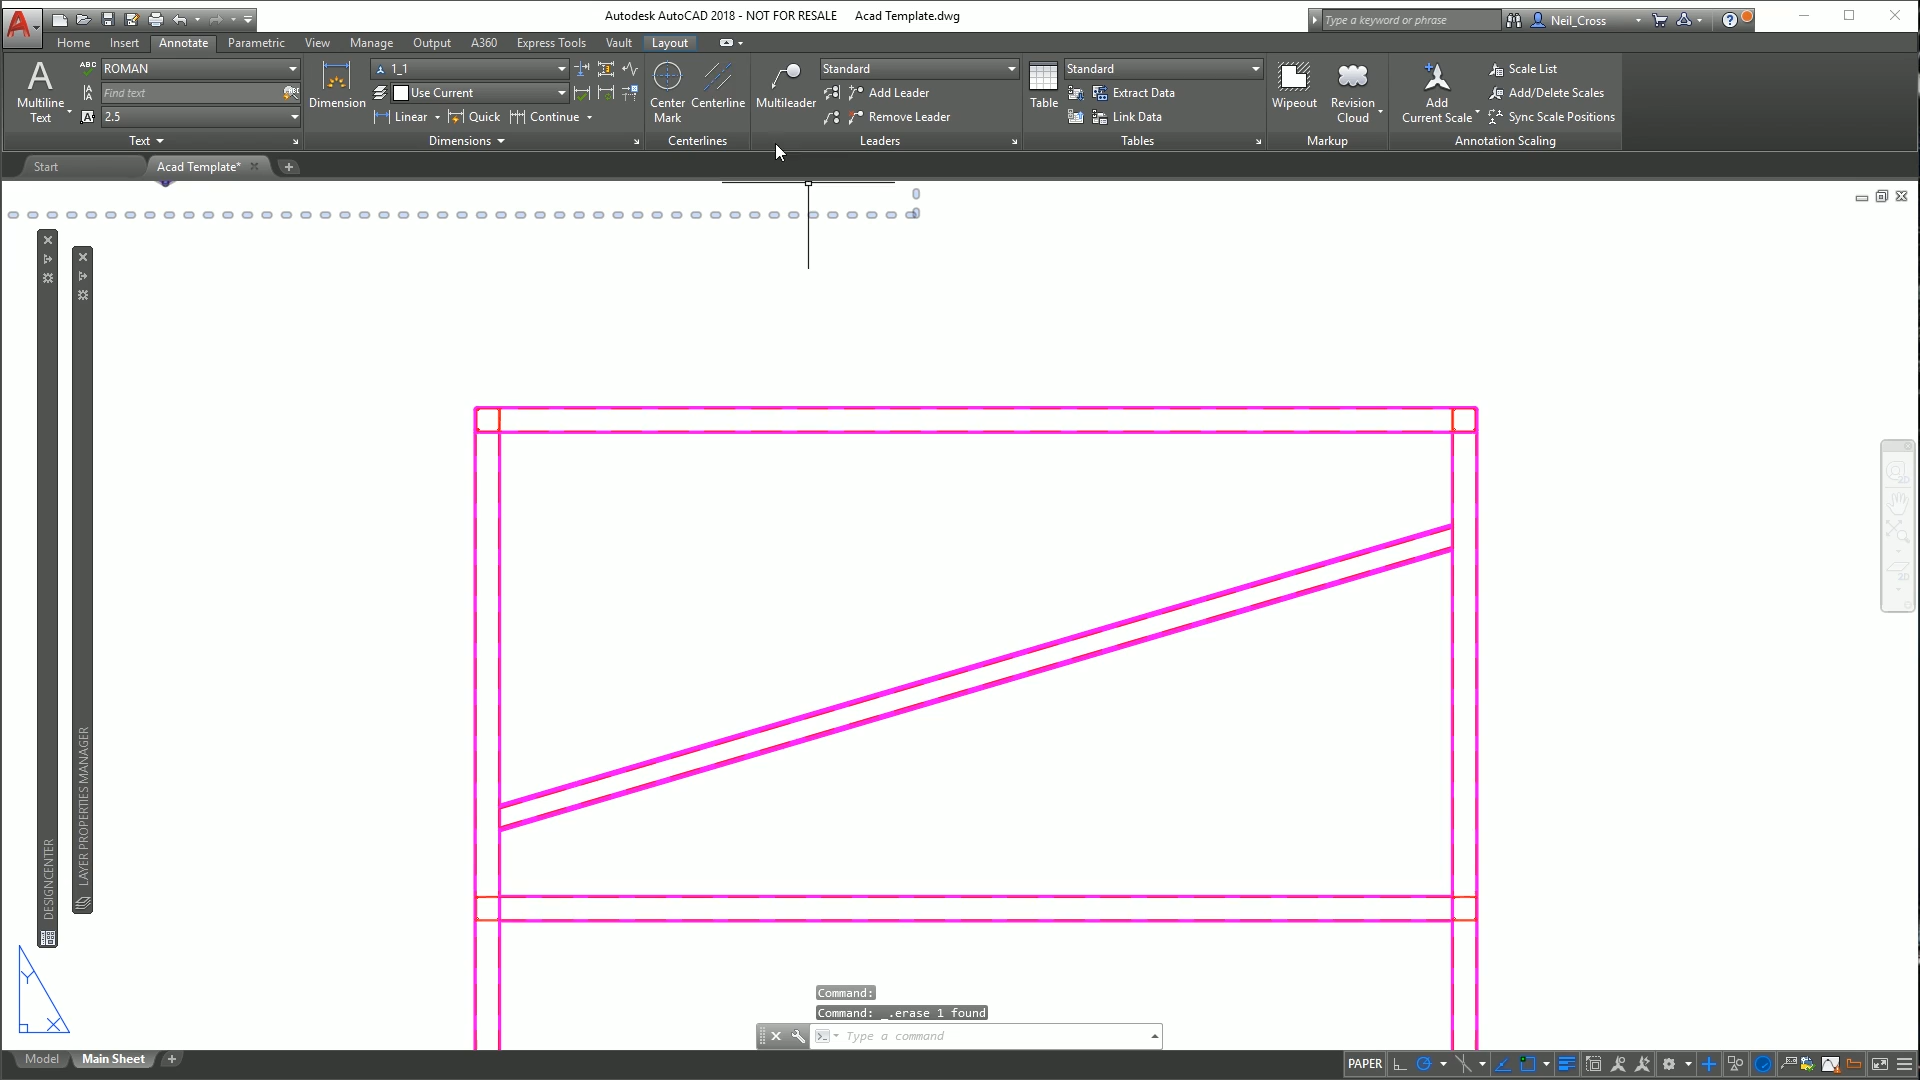 Autodesk AutoCAD 2018 - NOT FOR RESALE Acad Template.dwg
Type a keyword or phrase
Neil_Cross
Home Insert Annotate Parametric View Manage Output A360 Express Tools Vault Layout
ROMAN
Find text
2.5
Multiline
Text
Text
Dimension
1_1
Use Current
Linear Quick Continue
Dimensions
Center
Mark
Centerline
Centerlines
Multileader
Standard
Add Leader
Remove Leader
Leaders
Table
Standard
Extract Data
Link Data
Tables
Wipeout
Revision
Cloud
Markup
Add
Current Scale
Scale List
Add/Delete Scales
Sync Scale Positions
Annotation Scaling
Start Acad Template*
DESIGNCENTER
LAYER PROPERTIES MANAGER
2D
2D
Y
X
Command:
Command: _.erase 1 found
Type a command
Model Main Sheet
PAPER